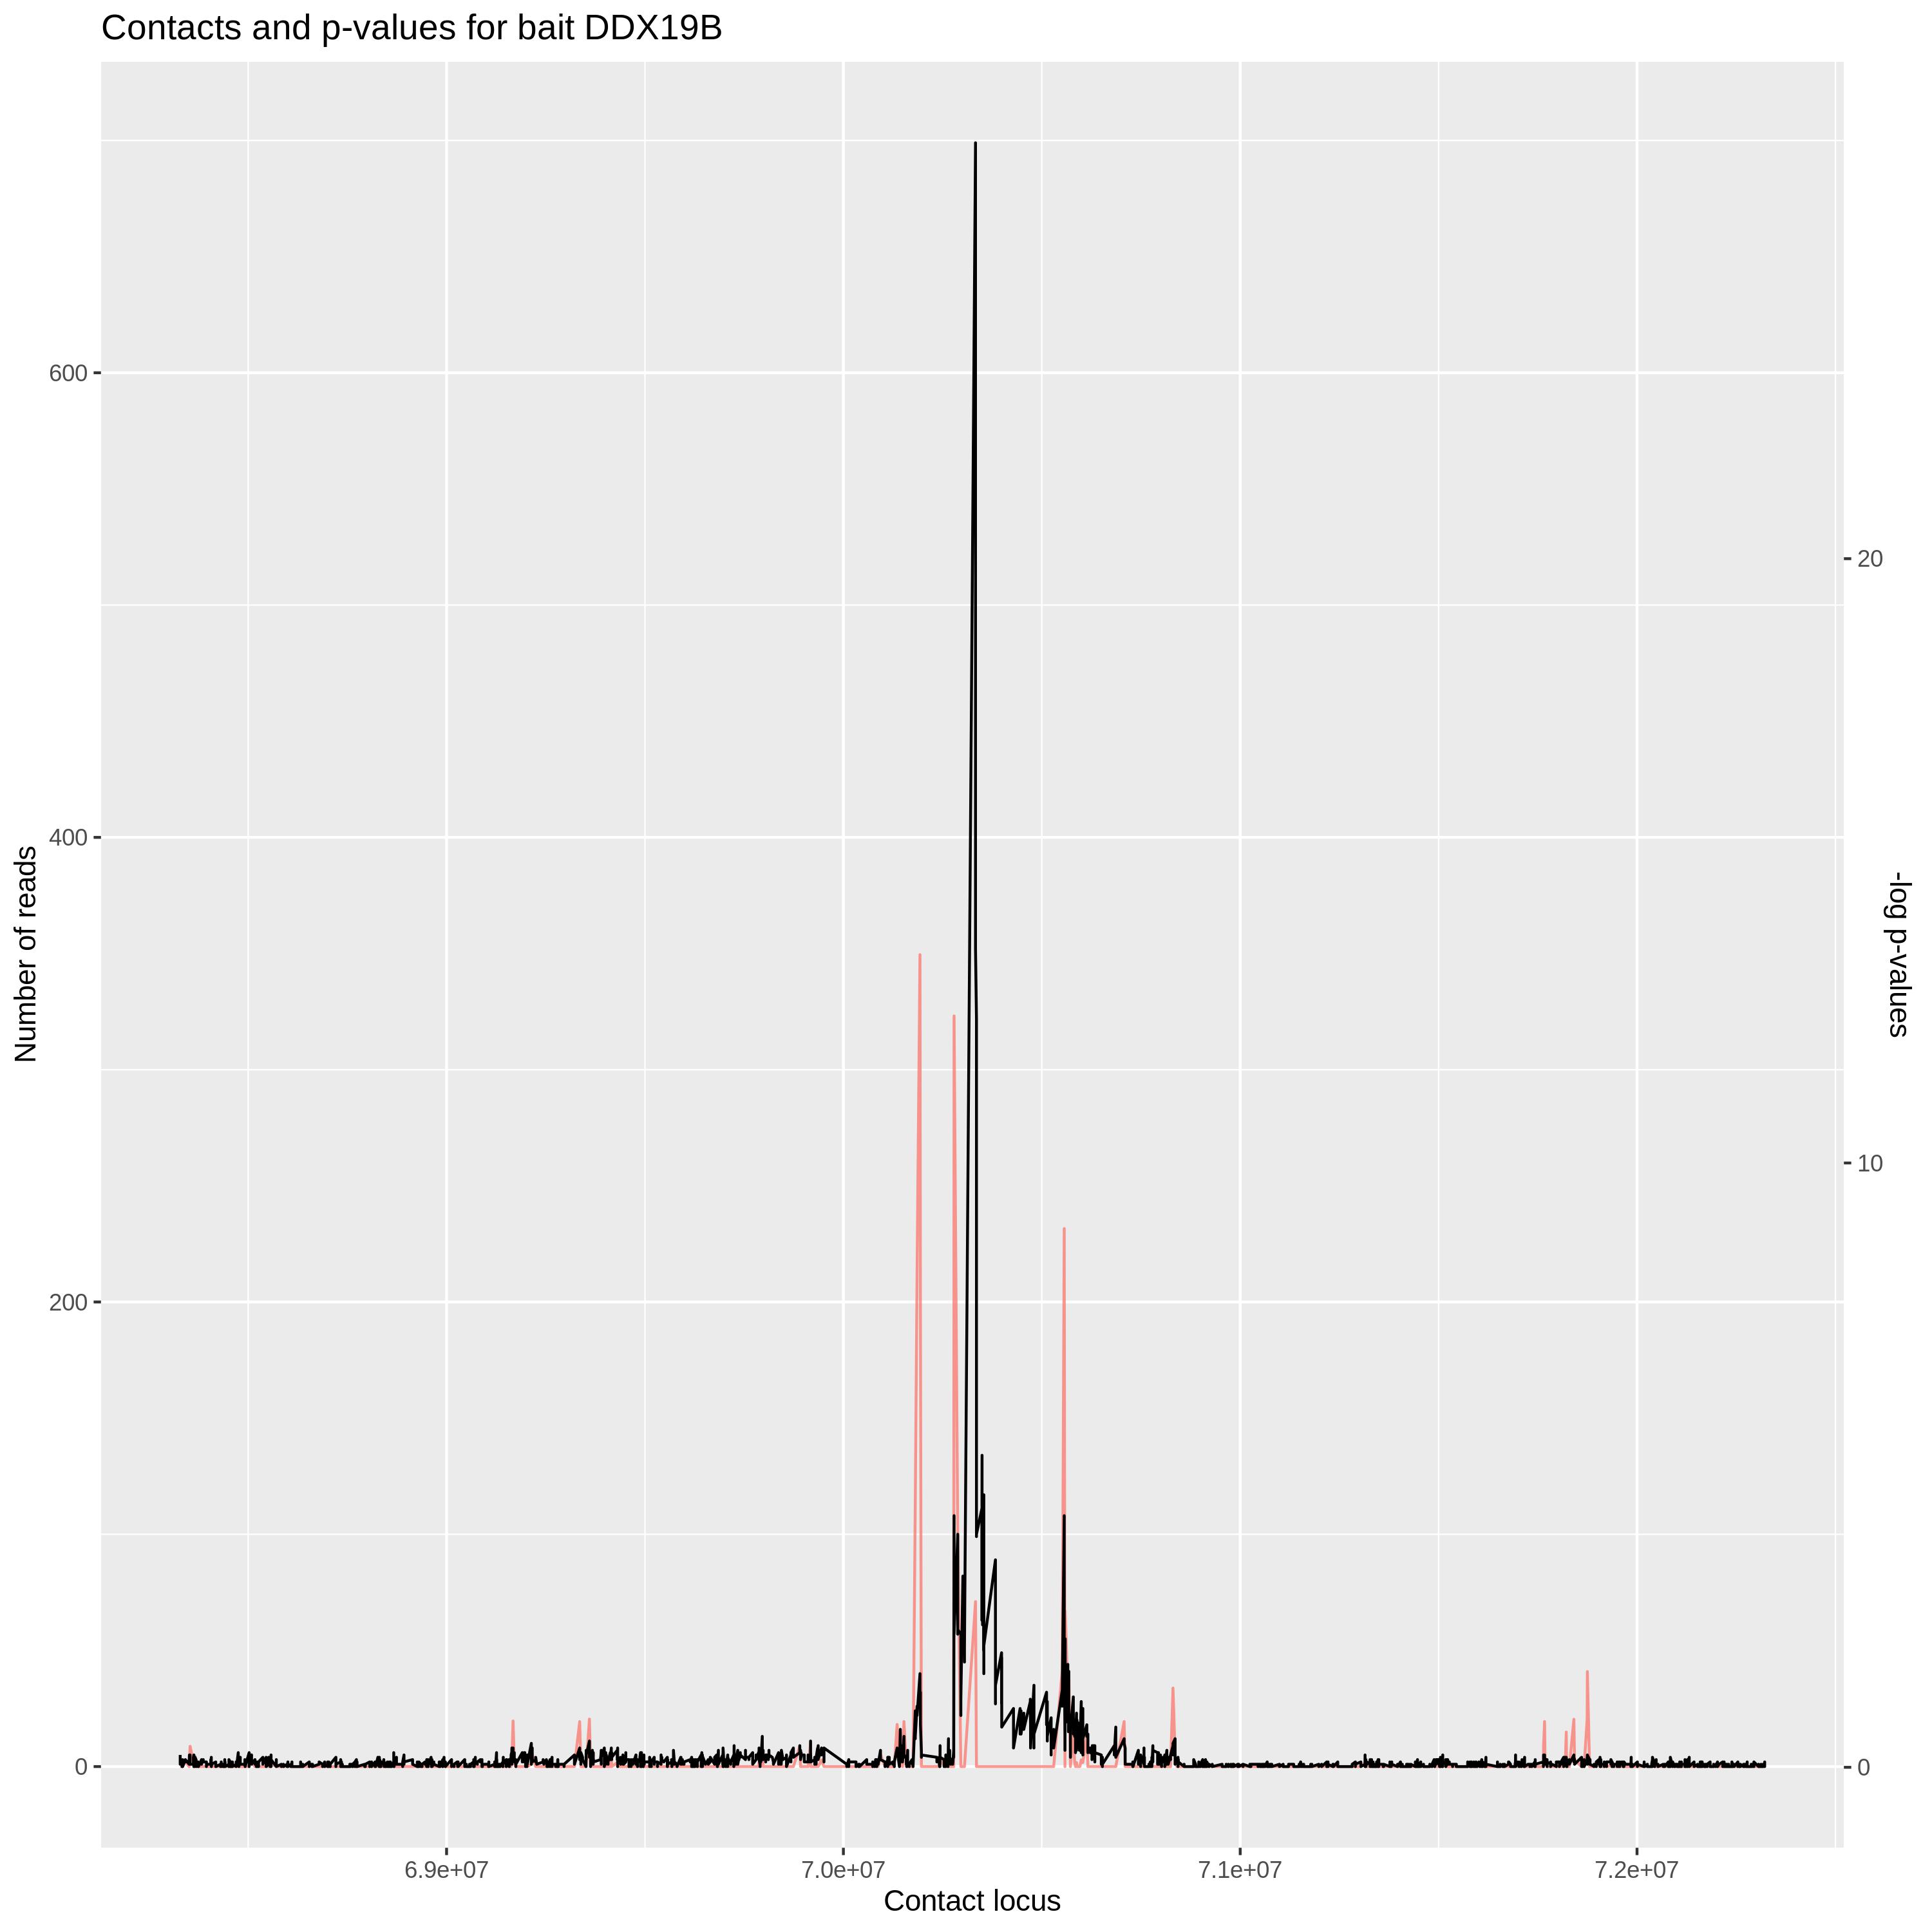 Contacts and p-values for bait DDX19B
Number of reads
600
400
200
0
20
10
0
-log p-values
6.9e+07
7.0e+07
7.1e+07
7.2e+07
Contact locus